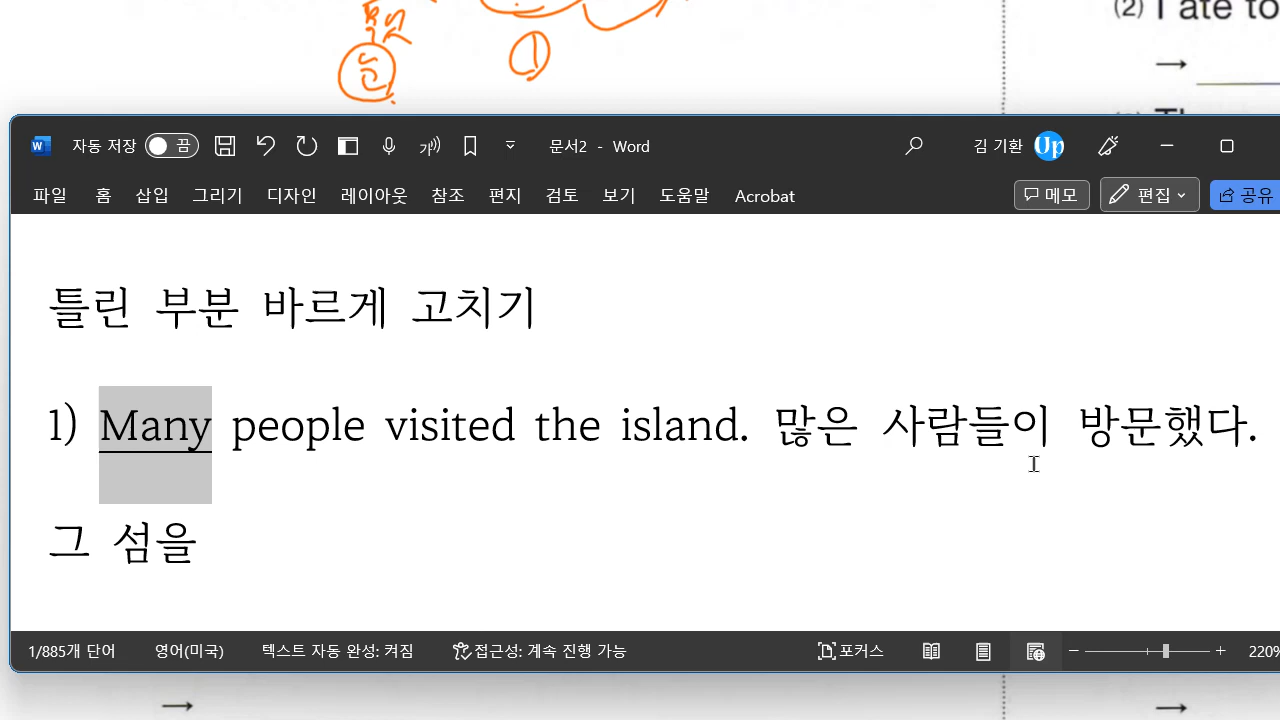 (2) I ate to
①
자동 저장 끔 가 문서2 - Word 김 기환 Up
파일 홈 삽입 그리기 디자인 레이아웃 참조 편지 검토 보기 도움말 Acrobat 메모 편집 공유
틀린 부분 바르게 고치기
1) Many people visited the island. 많은 사람들이 방문했다.
그 섬을
1/885개 단어 영어(미국) 텍스트 자동 완성: 켜짐 접근성: 계속 진행 가능 포커스 220%